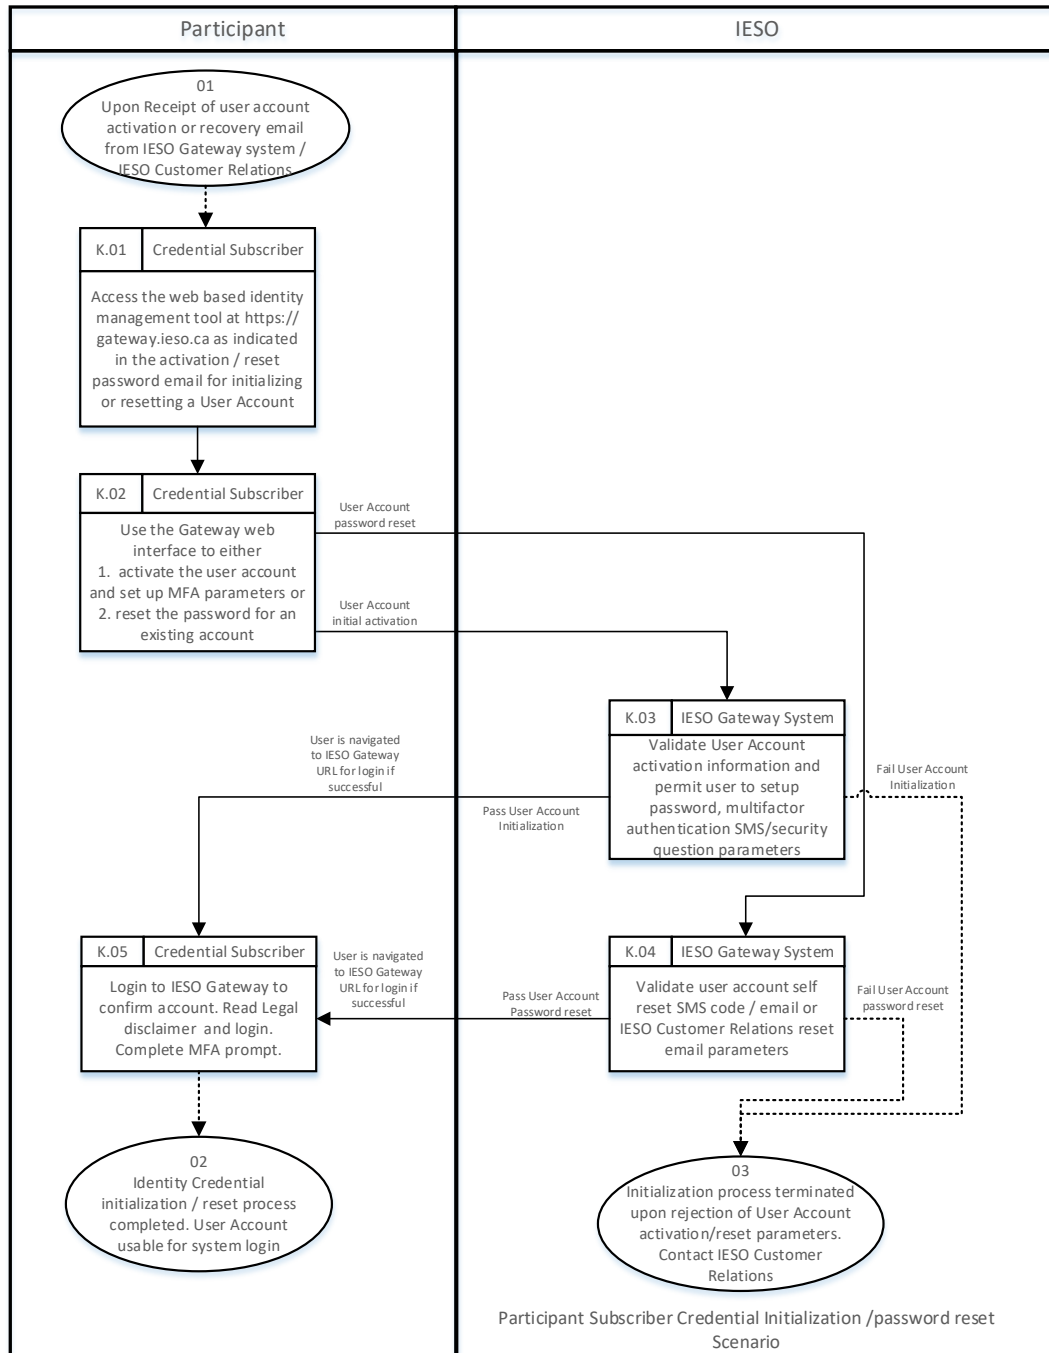 Participant
IESO
01
Upon Receipt of user account
activation or recovery email
from IESO Gateway system /
IESO Customer Relations
K.01
Credential Subscriber
Access the web based identity
management tool at https://
gateway.ieso.ca as indicated
in the activation / reset
password email for initializing
or resetting a User Account
K.02
Credential Subscriber
Use the Gateway web
interface to either
1. activate the user account
and set up MFA parameters or
2. reset the password for an
existing account
User Account
password reset
User Account
initial activation
K.03
IESO Gateway System
Validate User Account
activation information and
permit user to setup
password, multifactor
authentication SMS/security
question parameters
User is navigated
to IESO Gateway
URL for login if
successful
Pass User Account
Initialization
Fail User Account
Initialization
K.05
Credential Subscriber
Login to IESO Gateway to
confirm account. Read Legal
disclaimer and login.
Complete MFA prompt.
User is navigated
to IESO Gateway
URL for login if
successful
Pass User Account
Password reset
K.04
IESO Gateway System
Validate user account self
reset SMS code / email or
IESO Customer Relations reset
email parameters
Fail User Account
password reset
02
Identity Credential
initialization / reset process
completed. User Account
usable for system login
03
Initialization process terminated
upon rejection of User Account
activation/reset parameters.
Contact IESO Customer
Relations
Participant Subscriber Credential Initialization /password reset
Scenario